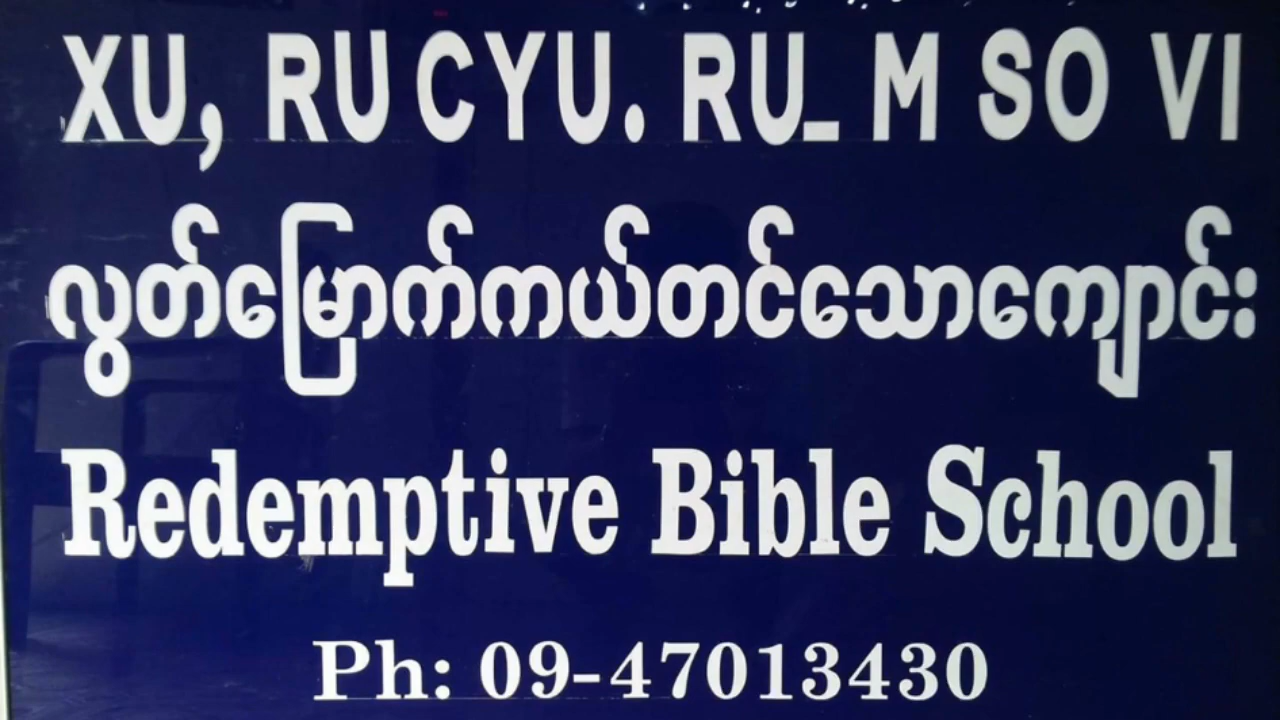 XU, RU CYU. RU_ M SO VI
လွတ်မြောက်ကယ်တင်သောကျောင်း
Redemptive Bible School
Ph: 09-47013430